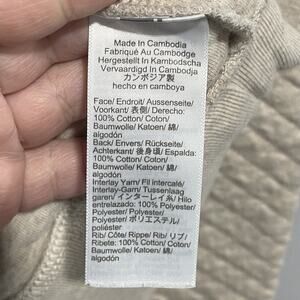 Made In Cambodia
Fabriqué Au Cambodge
Hergestellt In Kambodscha
Vervaardigd In Cambodja
カンボジア製
hecho en camboya
Face/ Endroit/ Aussenseite/
Voorkant/ 表側/ Derecho:
100% Cotton/ Coton/
Baumwolle/ Katoen/ 綿/
algodón
Back/ Envers/ Rückseite/
Achterkant/ 後身頃/ Espalda:
100% Cotton/ Coton/
Baumwolle/ Katoen/ 綿/
algodón
Interlay Yarn/ Fil intercalé/
Interlay-Garn/ Tussenlaag
garen/ インターレイ糸/ Hilo
entrelazado: 100% Polyester/
Polyester/ Polyester/
Polyester/ ポリエステル/
poliéster
Rib/ Côte/ Rippe/ Rib/ リブ/
Ribete: 100% Cotton/ Coton/
Baumwolle/ Katoen/ 綿/
algodón